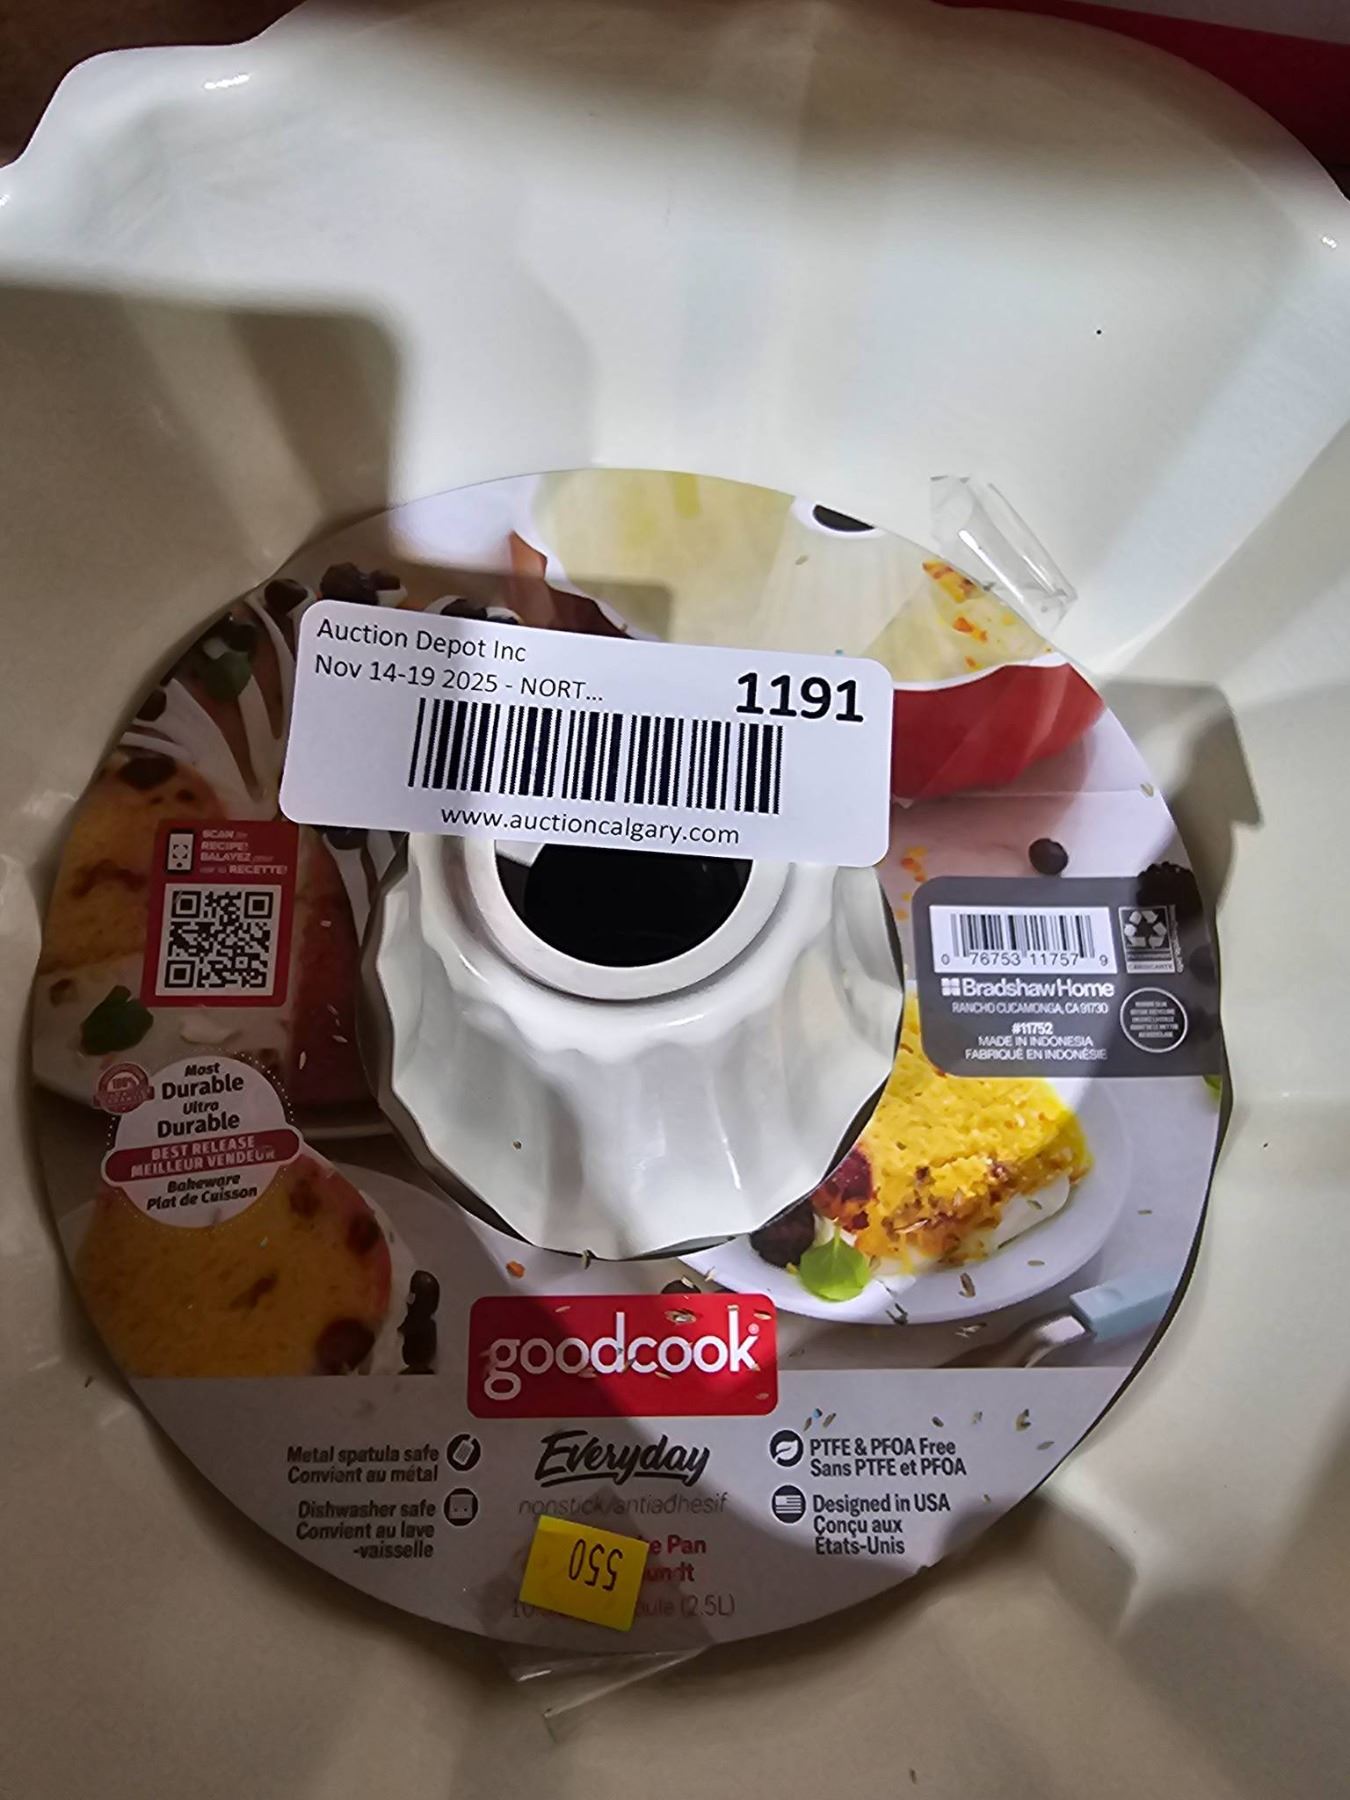 Auction Depot Inc
Nov 14-19 2025 - NORT...
1191
www.auctioncalgary.com
SCAN
RECIPE!
BALAYEZ
RECETTE!
0 76753 11757 9
Bradshaw Home
RANCHO CUCAMONGA, CA 91730
#11752
MADE IN INDONESIA
FABRIQUÉ EN INDONÉSIE
100%
Most
Durable
Ultra
Durable
BEST RELEASE
MEILLEUR VENDEUR
Bakeware
Plat de Cuisson
goodcook®
Everyday
nonstick/antiadhésif
Metal spatula safe
Convient au métal
Dishwasher safe
Convient au lave
-vaisselle
PTFE & PFOA Free
Sans PTFE et PFOA
Designed in USA
Conçu aux
États-Unis
Pan
550
(2.5L)